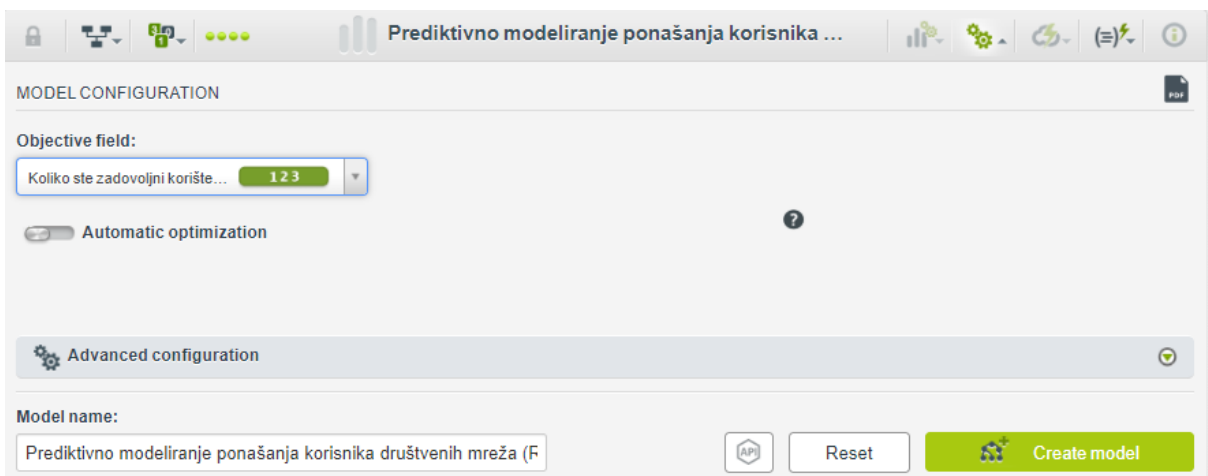 Prediktivno modeliranje ponašanja korisnika ...
(=)
MODEL CONFIGURATION
PDF
Objective field:
Koliko ste zadovoljni korište... 123
Automatic optimization
?
Advanced configuration
Model name:
Prediktivno modeliranje ponašanja korisnika društvenih mreža (F
API
Reset
Create model